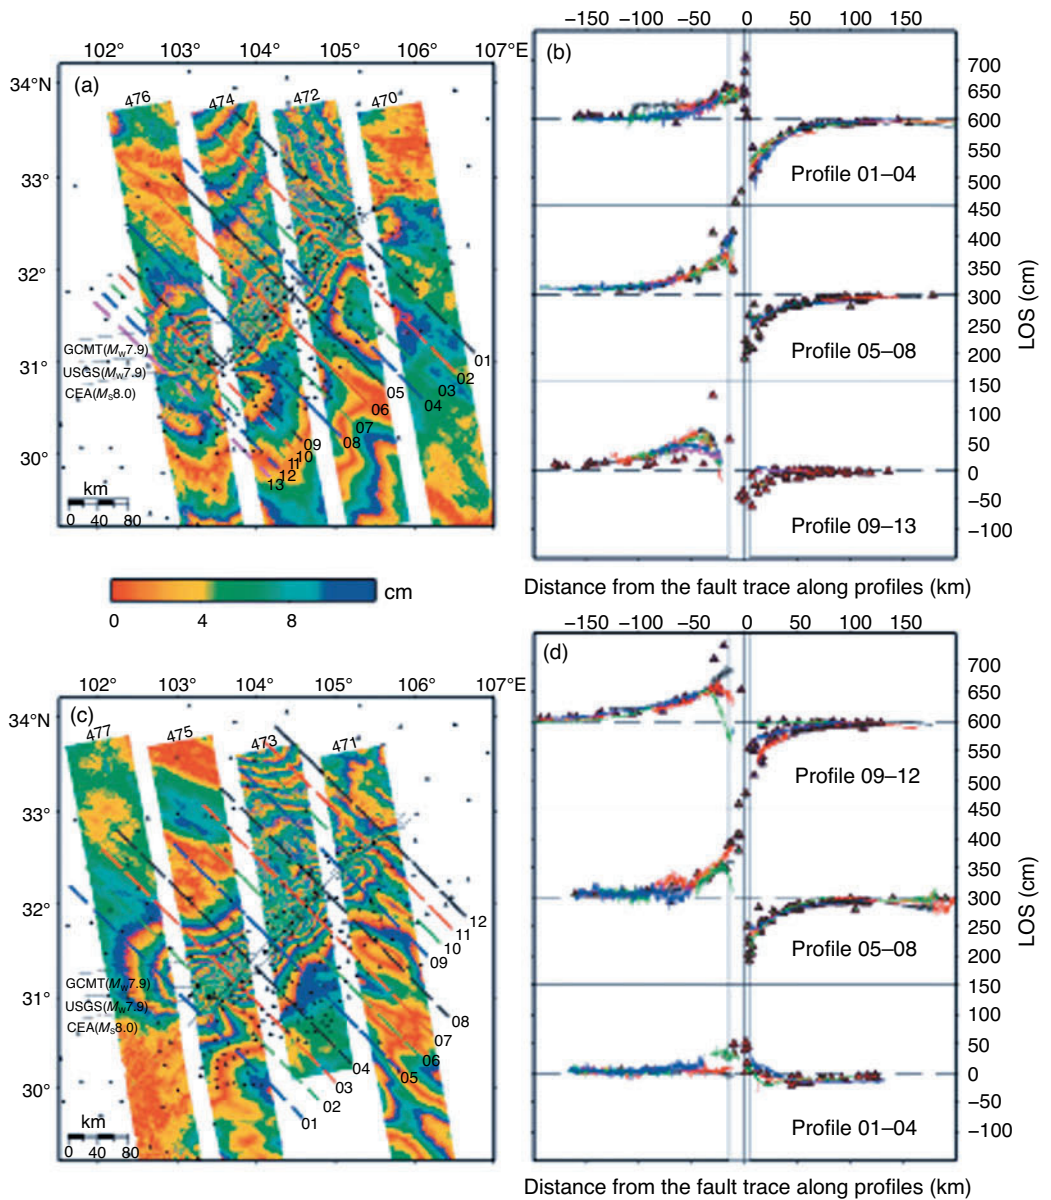 102° 103° 104° 105° 106° 107°E
34°N
33°
32°
31°
30°
(a)
476
474
472
470
GCMT(Mw7.9)
USGS(Mw7.9)
CEA(Ms8.0)
01
02
03
04
05
06
07
08
09
10
11
12
13
km
0 40 80
−150 −100 −50 0 50 100 150
(b)
700
650
600
550
500
450
400
350
300
250
200
150
100
50
0
−50
−100
LOS (cm)
Profile 01–04
Profile 05–08
Profile 09–13
Distance from the fault trace along profiles (km)
cm
0 4 8
102° 103° 104° 105° 106° 107°E
34°N
33°
32°
31°
30°
(c)
477
475
473
471
GCMT(Mw7.9)
USGS(Mw7.9)
CEA(Ms8.0)
12
11
10
09
08
07
06
05
04
03
02
01
km
0 40 80
−150 −100 −50 0 50 100 150
(d)
700
650
600
550
500
450
400
350
300
250
200
150
100
50
0
−50
−100
LOS (cm)
Profile 09–12
Profile 05–08
Profile 01–04
Distance from the fault trace along profiles (km)